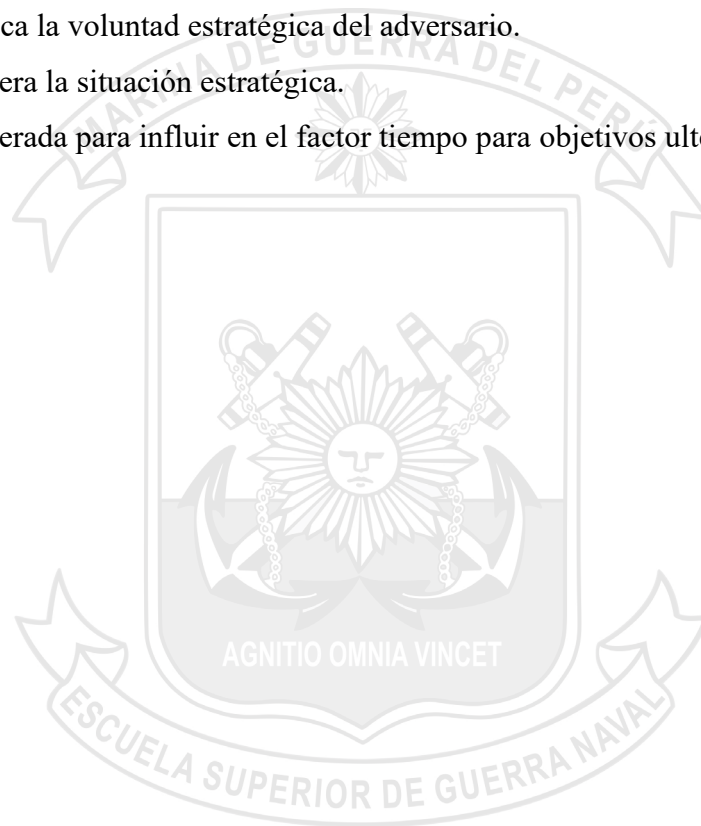 ca la voluntad estratégica del adversario.
era la situación estratégica.
erada para influir en el factor tiempo para objetivos ult
MARINA DE GUERRA DEL PERÚ
AGNITIO OMNIA VINCET
ESCUELA SUPERIOR DE GUERRA NAVAL